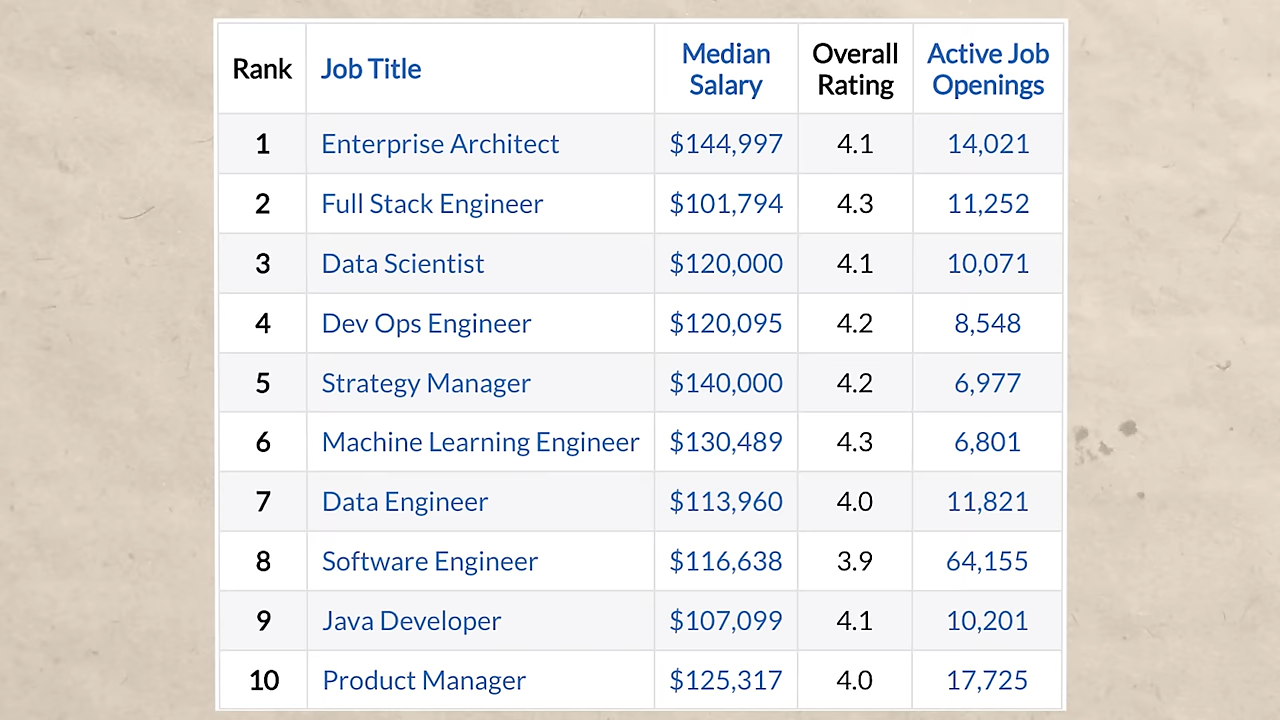 Rank Job Title Median Salary Overall Rating Active Job Openings
1 Enterprise Architect $144,997 4.1 14,021
2 Full Stack Engineer $101,794 4.3 11,252
3 Data Scientist $120,000 4.1 10,071
4 Dev Ops Engineer $120,095 4.2 8,548
5 Strategy Manager $140,000 4.2 6,977
6 Machine Learning Engineer $130,489 4.3 6,801
7 Data Engineer $113,960 4.0 11,821
8 Software Engineer $116,638 3.9 64,155
9 Java Developer $107,099 4.1 10,201
10 Product Manager $125,317 4.0 17,725